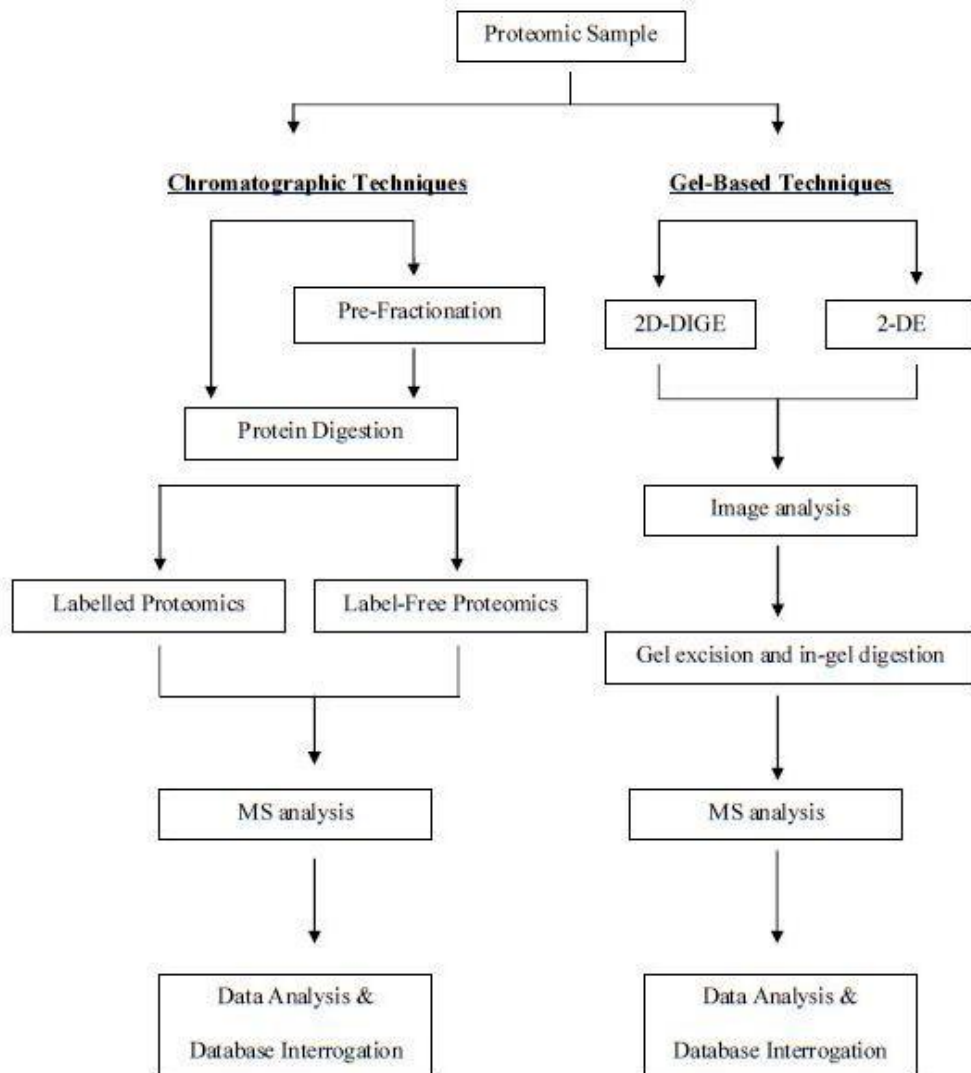 Proteomic Sample
Chromatographic Techniques
Gel-Based Techniques
Pre-Fractionation
2D-DIGE
2-DE
Protein Digestion
Image analysis
Labelled Proteomics
Label-Free Proteomics
Gel excision and in-gel digestion
MS analysis
MS analysis
Data Analysis &
Database Interrogation
Data Analysis &
Database Interrogation